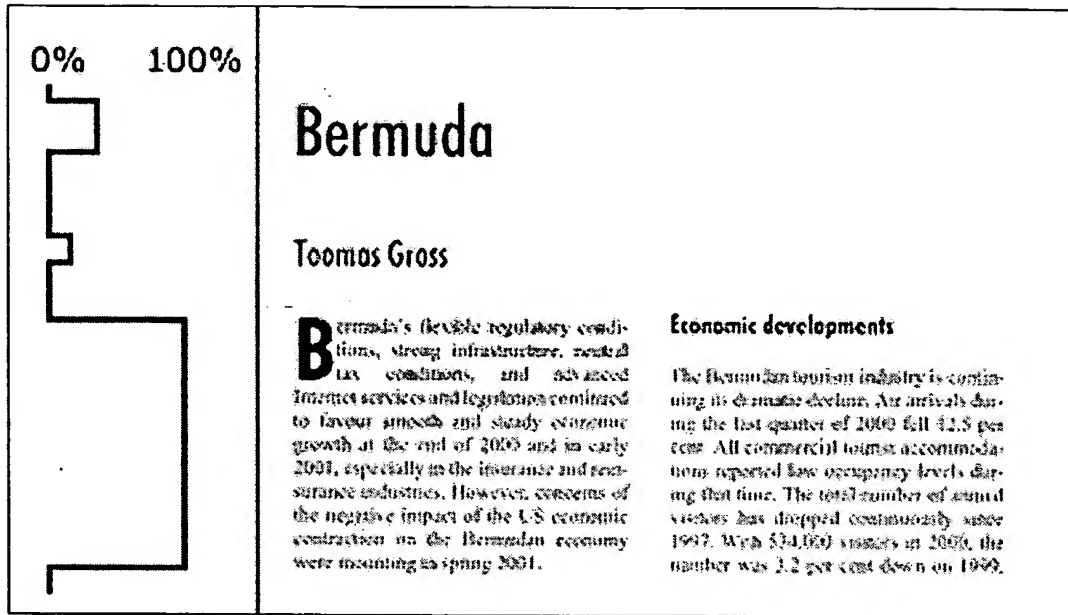 0% 100%
Bermuda
Toomas Gross
Bermuda's flexible regulatory condi-
tions, strong infrastructure, neutral
tax conditions, and advanced
Internet services and legislation continued
to favour smooth and steady economic
growth at the end of 2000 and in early
2001, especially in the insurance and rein-
surance industries. However, concerns of
the negative impact of the US economic
contraction on the Bermudan economy
were mounting in spring 2001.
Economic developments
The Bermudan tourism industry is contin-
uing its dramatic decline. Air arrivals dur-
ing the last quarter of 2000 fell 12.8 per
cent. All commercial tourist accommoda-
tions reported low occupancy levels dur-
ing that time. The total number of annual
visitors has dropped continuously since
1997. With 534,000 visitors in 2000, the
number was 3.2 per cent down on 1999.